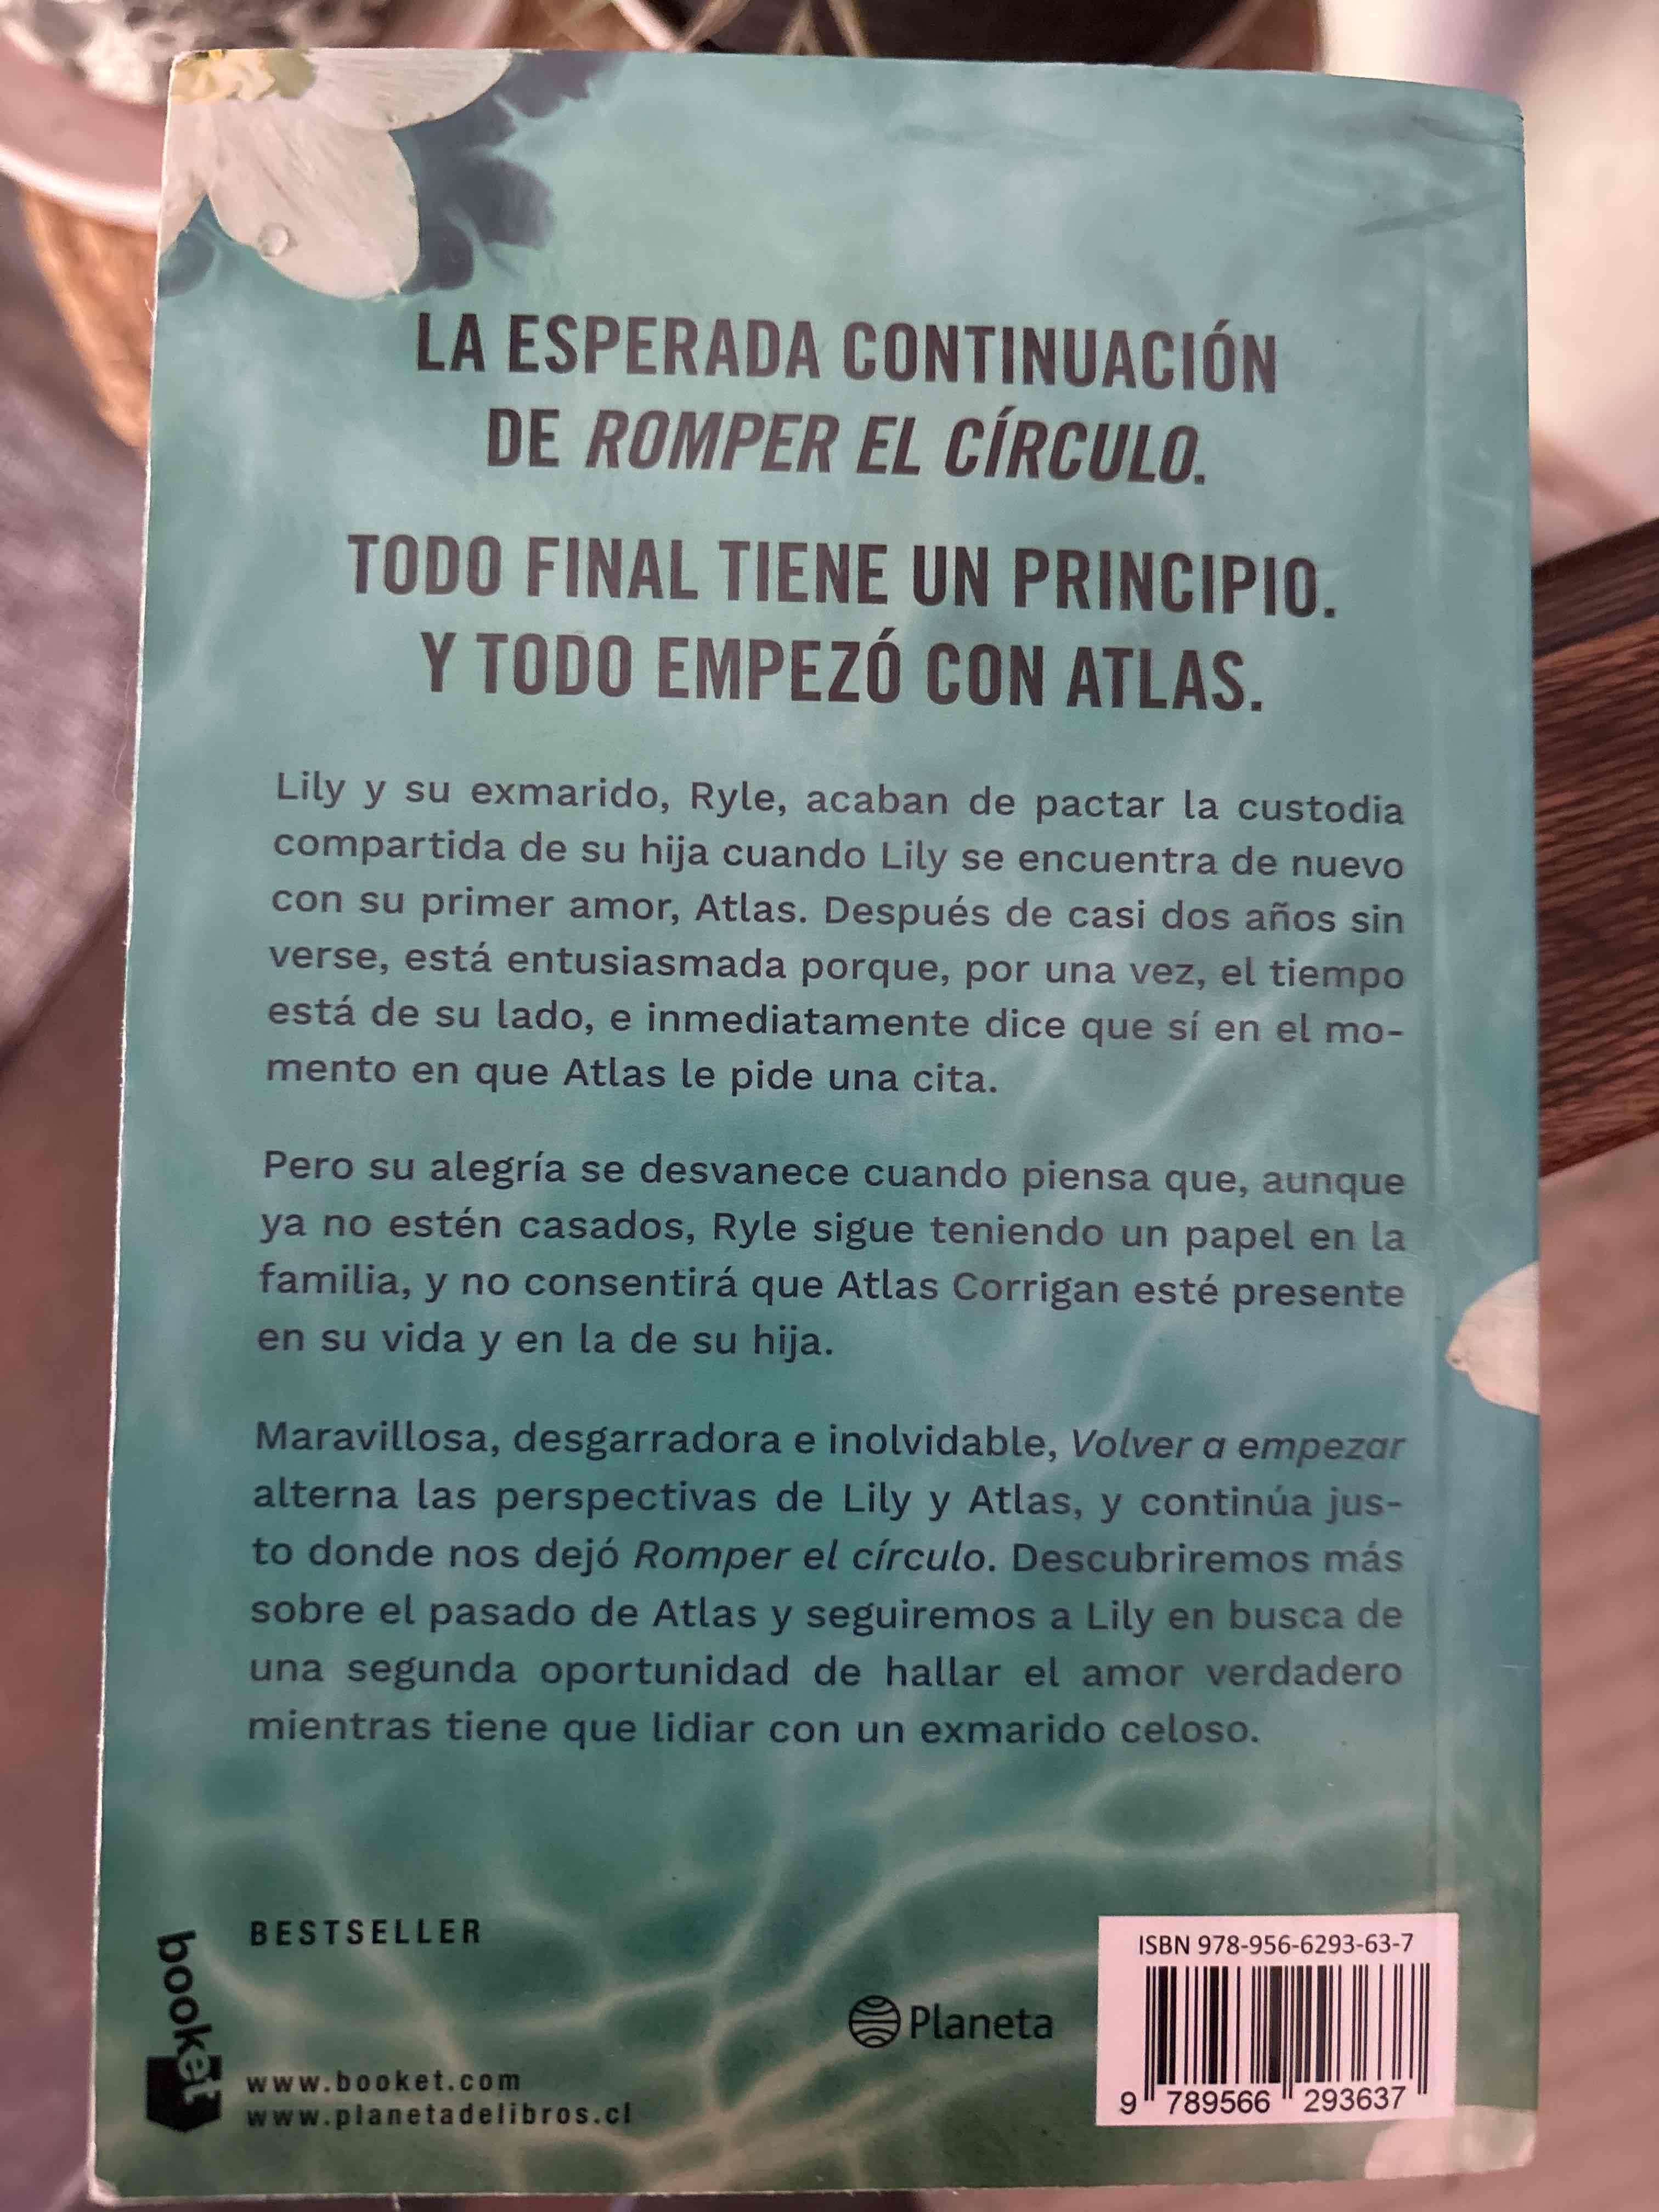 LA ESPERADA CONTINUACIÓN
DE ROMPER EL CÍRCULO.
TODO FINAL TIENE UN PRINCIPIO.
Y TODO EMPEZÓ CON ATLAS.
Lily y su exmarido, Ryle, acaban de pactar la custodia
compartida de su hija cuando Lily se encuentra de nuevo
con su primer amor, Atlas. Después de casi dos años sin
verse, está entusiasmada porque, por una vez, el tiempo
está de su lado, e inmediatamente dice que sí en el mo-
mento en que Atlas le pide una cita.
Pero su alegría se desvanece cuando piensa que, aunque
ya no estén casados, Ryle sigue teniendo un papel en la
familia, y no consentirá que Atlas Corrigan esté presente
en su vida y en la de su hija.
Maravillosa, desgarradora e inolvidable, Volver a empezar
alterna las perspectivas de Lily y Atlas, y continúa jus-
to donde nos dejó Romper el círculo. Descubriremos más
sobre el pasado de Atlas y seguiremos a Lily en busca de
una segunda oportunidad de hallar el amor verdadero
mientras tiene que lidiar con un exmarido celoso.
BESTSELLER
booket
www.booket.com
www.planetadelibros.cl
Planeta
ISBN 978-956-6293-63-7
9 789566 293637